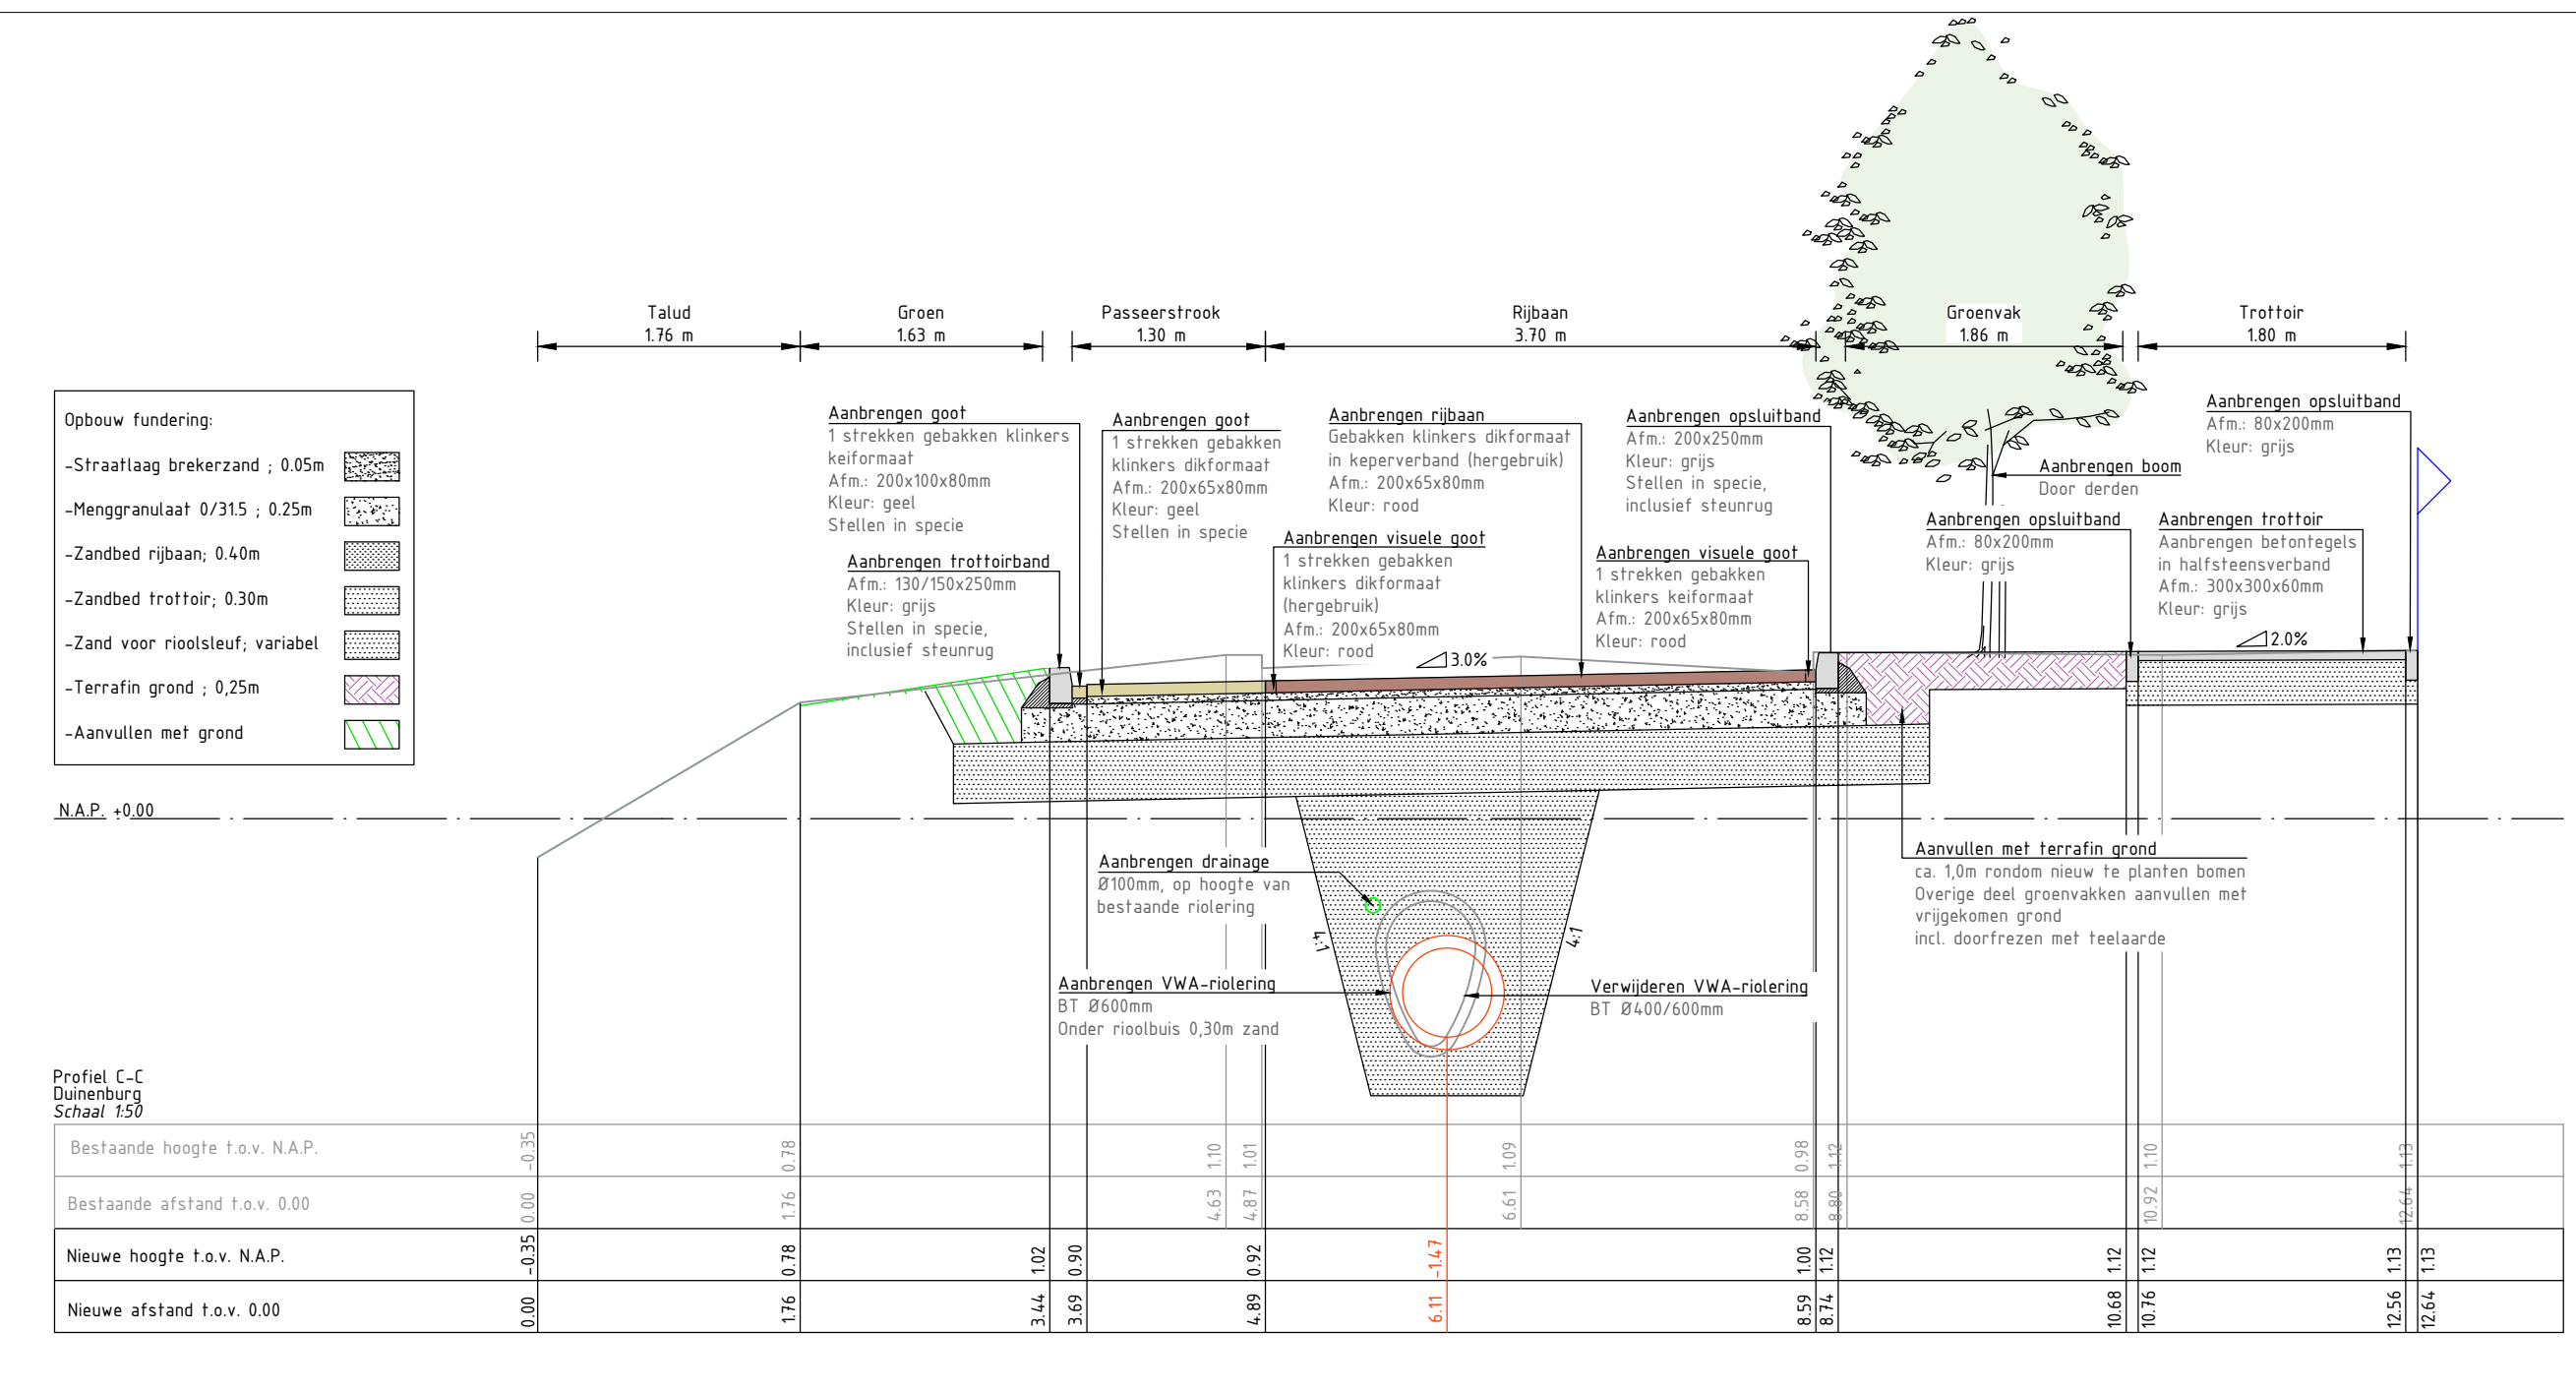 Talud
1.76 m
Groen
1.63 m
Passeerstrook
1.30 m
Rijbaan
3.70 m
Groenvak
1.86 m
Trottoir
1.80 m
Opbouw fundering:
-Straatlaag brekerzand ; 0.05m
-Menggranulaat 0/31.5 ; 0.25m
-Zandbed rijbaan; 0.40m
-Zandbed trottoir; 0.30m
-Zand voor rioolsleuf; variabel
-Terrafin grond ; 0,25m
-Aanvullen met grond
Aanbrengen goot
1 strekken gebakken klinkers
keiformaat
Afm.: 200x100x80mm
Kleur: geel
Stellen in specie
Aanbrengen trottoirband
Afm.: 130/150x250mm
Kleur: grijs
Stellen in specie,
inclusief steunrug
Aanbrengen goot
1 strekken gebakken
klinkers dikformaat
Afm.: 200x65x80mm
Kleur: geel
Stellen in specie
Aanbrengen rijbaan
Gebakken klinkers dikformaat
in keperverband (hergebruik)
Afm.: 200x65x80mm
Kleur: rood
Aanbrengen visuele goot
1 strekken gebakken
klinkers dikformaat
(hergebruik)
Afm.: 200x65x80mm
Kleur: rood
3.0%
Aanbrengen opsluitband
Afm.: 200x250mm
Kleur: grijs
Stellen in specie,
inclusief steunrug
Aanbrengen visuele goot
1 strekken gebakken
klinkers keiformaat
Afm.: 200x65x80mm
Kleur: rood
Aanbrengen boom
Door derden
Aanbrengen opsluitband
Afm.: 80x200mm
Kleur: grijs
Aanbrengen opsluitband
Afm.: 80x200mm
Kleur: grijs
Aanbrengen trottoir
Aanbrengen betontegels
in halfsteensverband
Afm.: 300x300x60mm
Kleur: grijs
2.0%
N.A.P. +0.00
Aanbrengen drainage
Ø100mm, op hoogte van
bestaande riolering
4:1
4:1
Aanbrengen VWA-riolering
BT Ø600mm
Onder rioolbuis 0,30m zand
Verwijderen VWA-riolering
BT Ø400/600mm
Aanvullen met terrafin grond
ca. 1,0m rondom nieuw te planten bomen
Overige deel groenvakken aanvullen met
vrijgekomen grond
incl. doorfrezen met teelaarde
Profiel C-C
Duinenburg
Schaal 1:50
Bestaande hoogte t.o.v. N.A.P. -0.35 0.78 1.10 1.01 1.09 0.98 1.12 1.10 1.13
Bestaande afstand t.o.v. 0.00 0.00 1.76 4.63 4.87 6.61 8.58 8.80 10.92 12.64
Nieuwe hoogte t.o.v. N.A.P. -0.35 0.78 1.02 0.90 0.92 -1.47 1.00 1.12 1.12 1.12 1.13 1.13
Nieuwe afstand t.o.v. 0.00 0.00 1.76 3.44 3.69 4.89 6.11 8.59 8.74 10.68 10.76 12.56 12.64